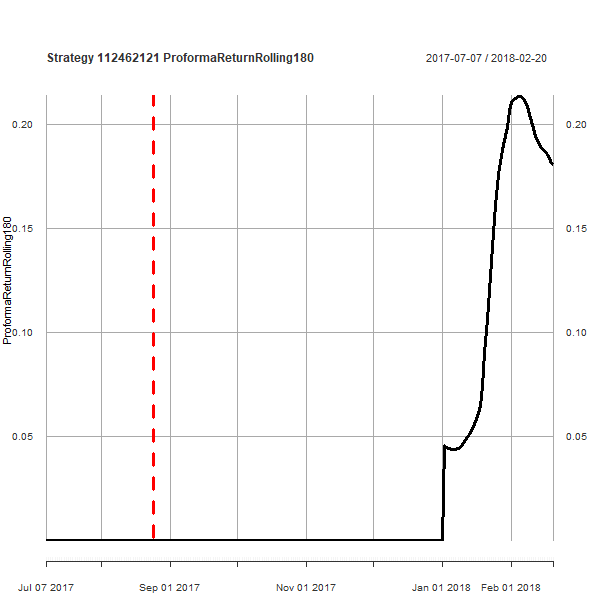 Strategy 112462121 ProformaReturnRolling180
2017-07-07 / 2018-02-20
ProformaReturnRolling180
0.20
0.15
0.10
0.05
0.20
0.15
0.10
0.05
Jul 07 2017
Sep 01 2017
Nov 01 2017
Jan 01 2018
Feb 01 2018